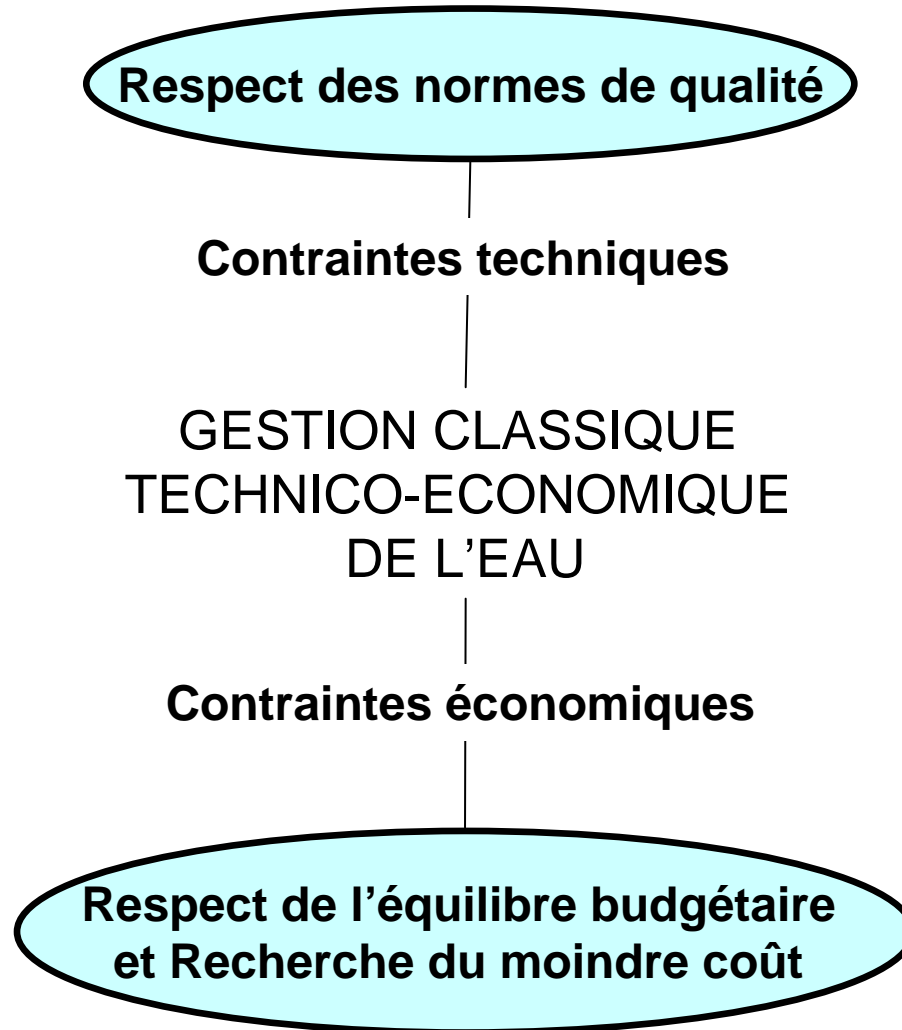 Respect des normes de qualité
Contraintes techniques
GESTION CLASSIQUE
TECHNICO-ECONOMIQUE
DE L’EAU
Contraintes économiques
Respect de l’équilibre budgétaire
et Recherche du moindre coût